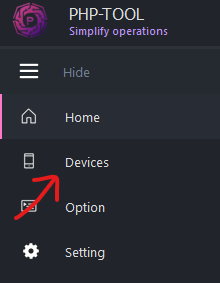 PHP-TOOL
Simplify operations
Hide
Home
Devices
Option
Setting